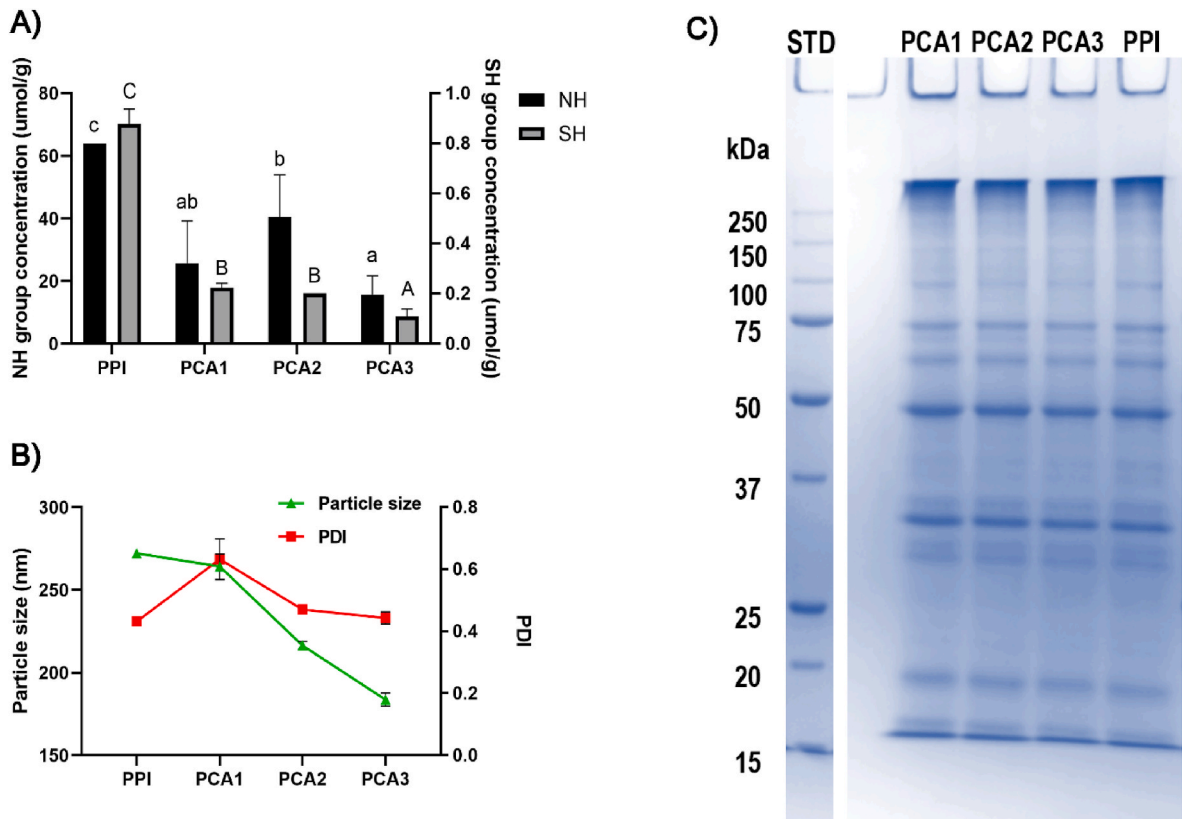 A)
NH group concentration (umol/g)
80
60
40
20
0
c
C
ab
B
b
B
a
A
PPI
PCA1
PCA2
PCA3
1.0
0.8
0.6
0.4
0.2
0.0
SH group concentration (umol/g)
NH
SH
B)
Particle size (nm)
300
250
200
150
Particle size
PDI
PPI
PCA1
PCA2
PCA3
0.8
0.6
0.4
0.2
0.0
PDI
C)
STD PCA1 PCA2 PCA3 PPI
kDa
250
150
100
75
50
37
25
20
15